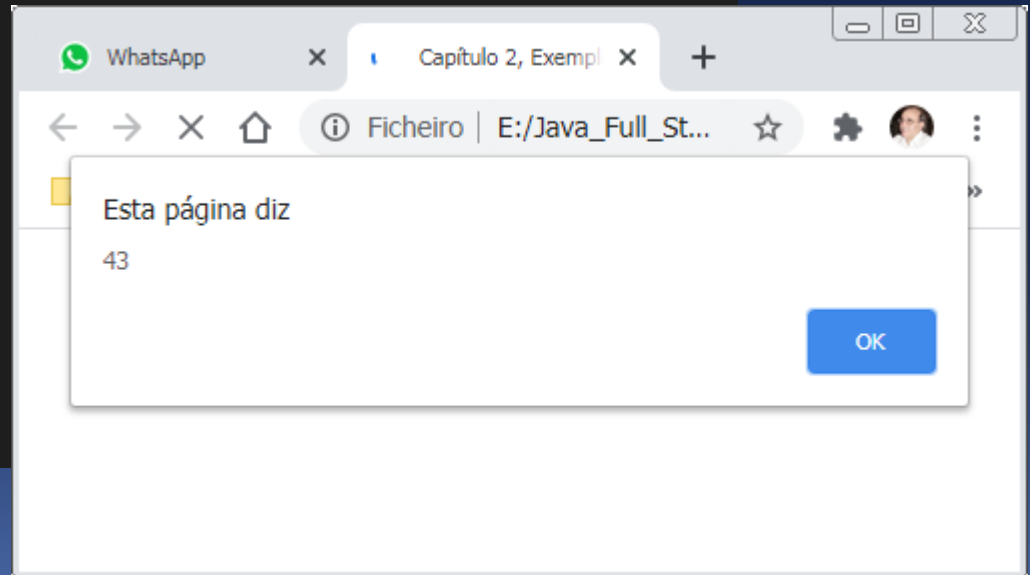 WhatsApp
Capítulo 2, Exempl
Ficheiro | E:/Java_Full_St...
Esta página diz
43
OK